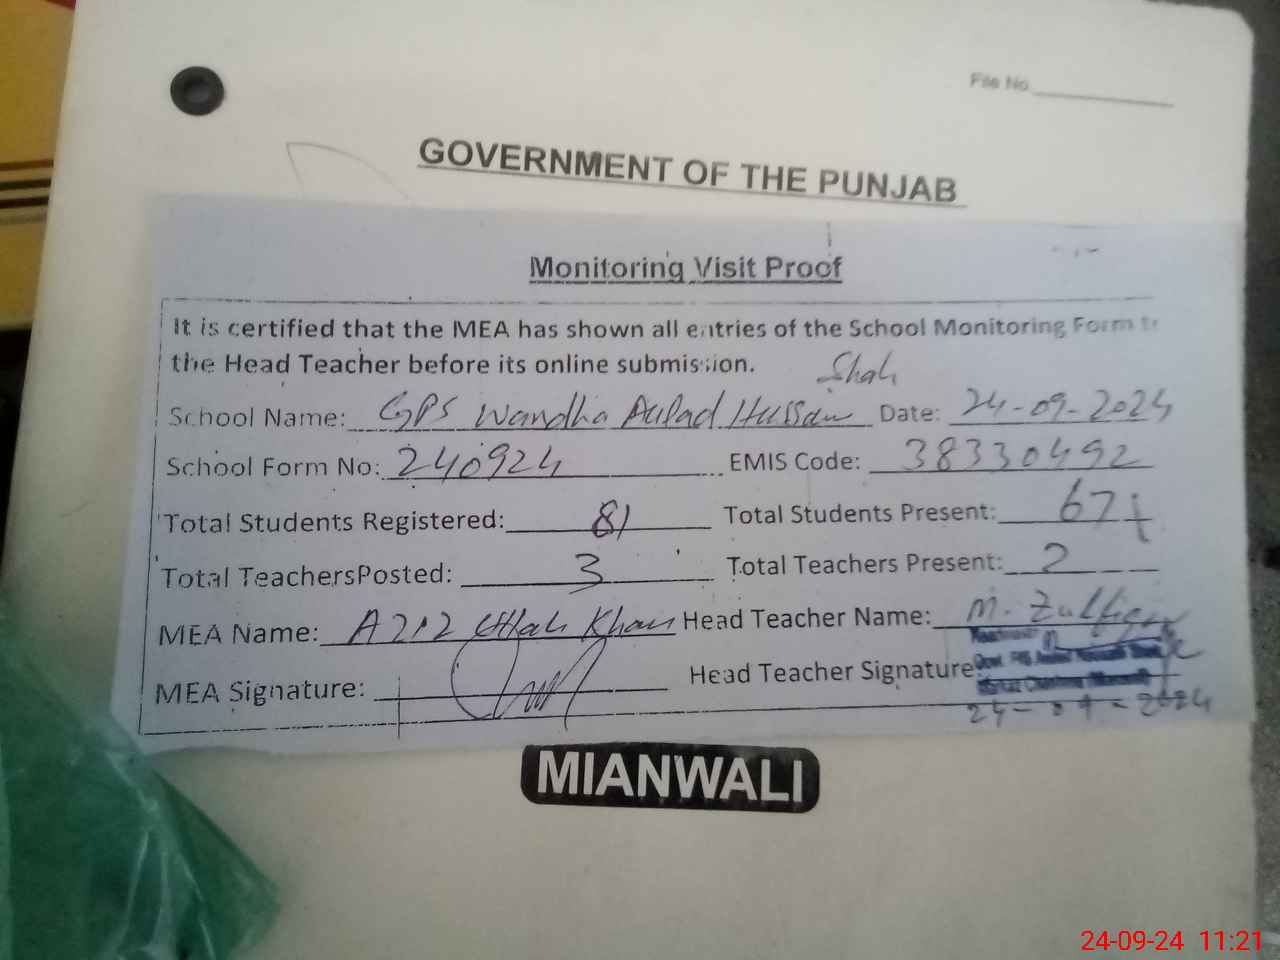 File No
GOVERNMENT OF THE PUNJAB
Monitoring Visit Proof
It is certified that the MEA has shown all entries of the School Monitoring Form to
the Head Teacher before its online submission.
Shah
School Name: GPS Wandha Aulad Hussain Date: 24-09-2024
School Form No: 240924 EMIS Code: 38330492
Total Students Registered: 81 Total Students Present: 67
Total TeachersPosted: 3 Total Teachers Present: 2
MEA Name: Aziz Ullah Khan Head Teacher Name: M. Zulfiqar
MEA Signature: Head Teacher Signature
24-09-2024
MIANWALI
24-09-24 11:21